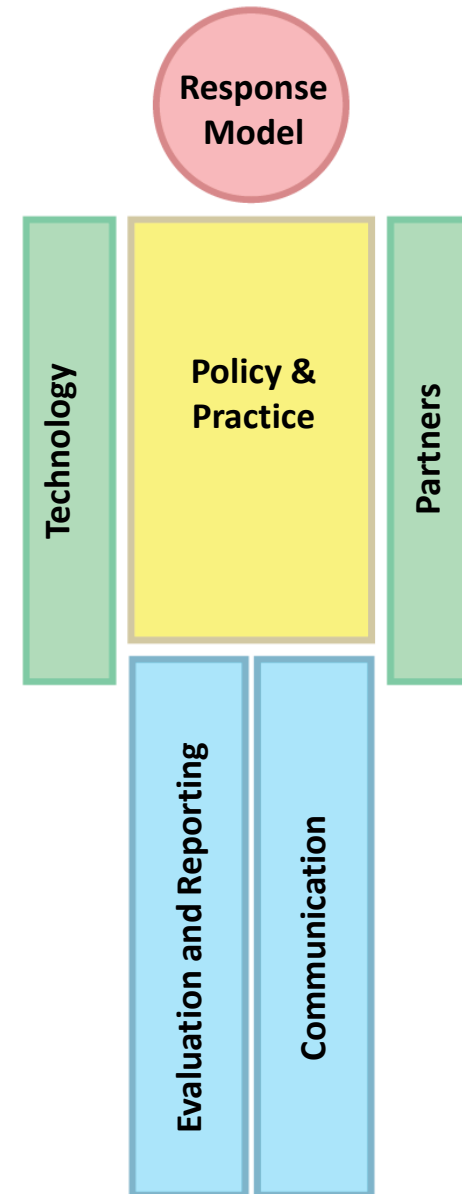 Response
Model
Technology
Policy &
Practice
Partners
Evaluation and Reporting
Communication